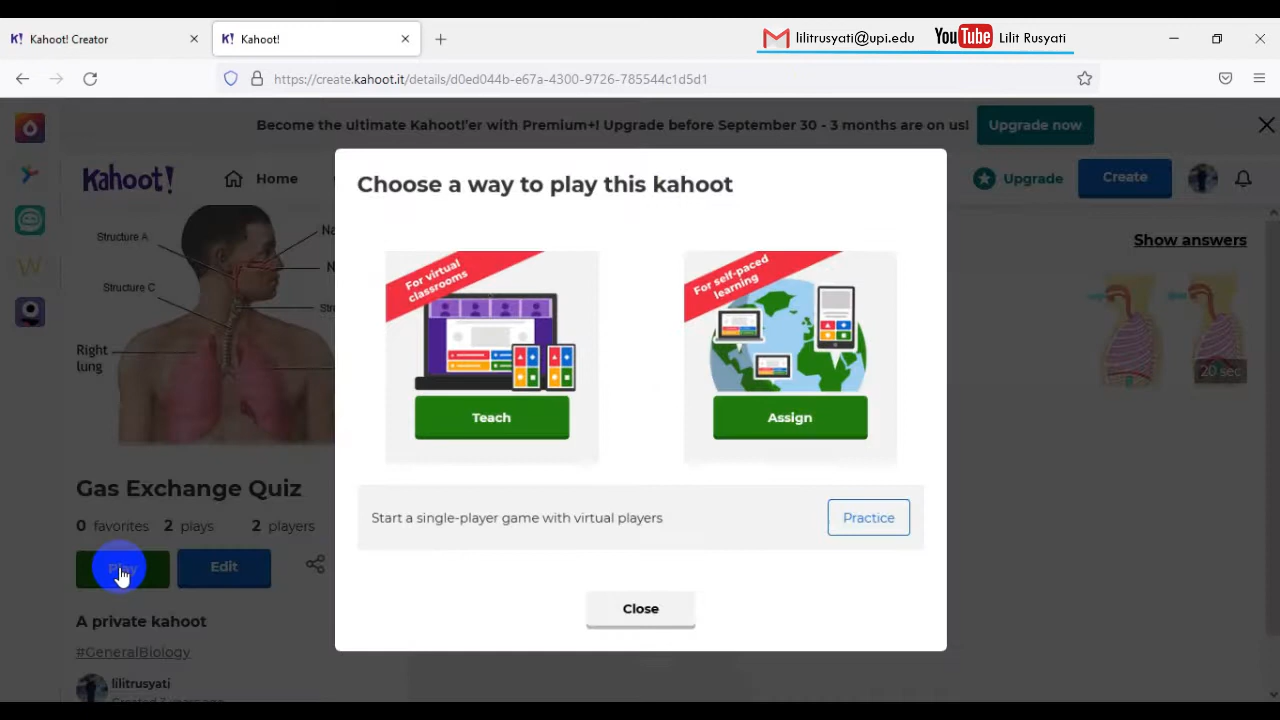 K! Kahoot! Creator
K! Kahoot!
lilitrusyati@upi.edu
YouTube Lilit Rusyati
https://create.kahoot.it/details/d0ed044b-e67a-4300-9726-785544c1d5d1
Become the ultimate Kahoot!'er with Premium+! Upgrade before September 30 - 3 months are on us!
Upgrade now
Kahoot!
Home
Upgrade
Create
Choose a way to play this kahoot
Structure A
Structure C
Right
lung
Show answers
20 sec
For virtual
classrooms
Teach
For self-paced
learning
Assign
Gas Exchange Quiz
0 favorites 2 plays 2 players
Start a single-player game with virtual players
Practice
Play
Edit
Close
A private kahoot
#GeneralBiology
lilitrusyati